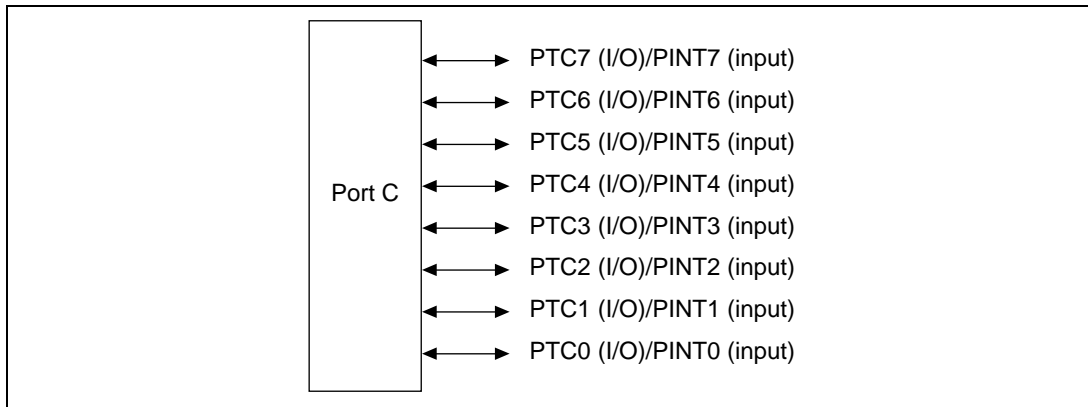 Port C
PTC7 (I/O)/PINT7 (input)
PTC6 (I/O)/PINT6 (input)
PTC5 (I/O)/PINT5 (input)
PTC4 (I/O)/PINT4 (input)
PTC3 (I/O)/PINT3 (input)
PTC2 (I/O)/PINT2 (input)
PTC1 (I/O)/PINT1 (input)
PTC0 (I/O)/PINT0 (input)